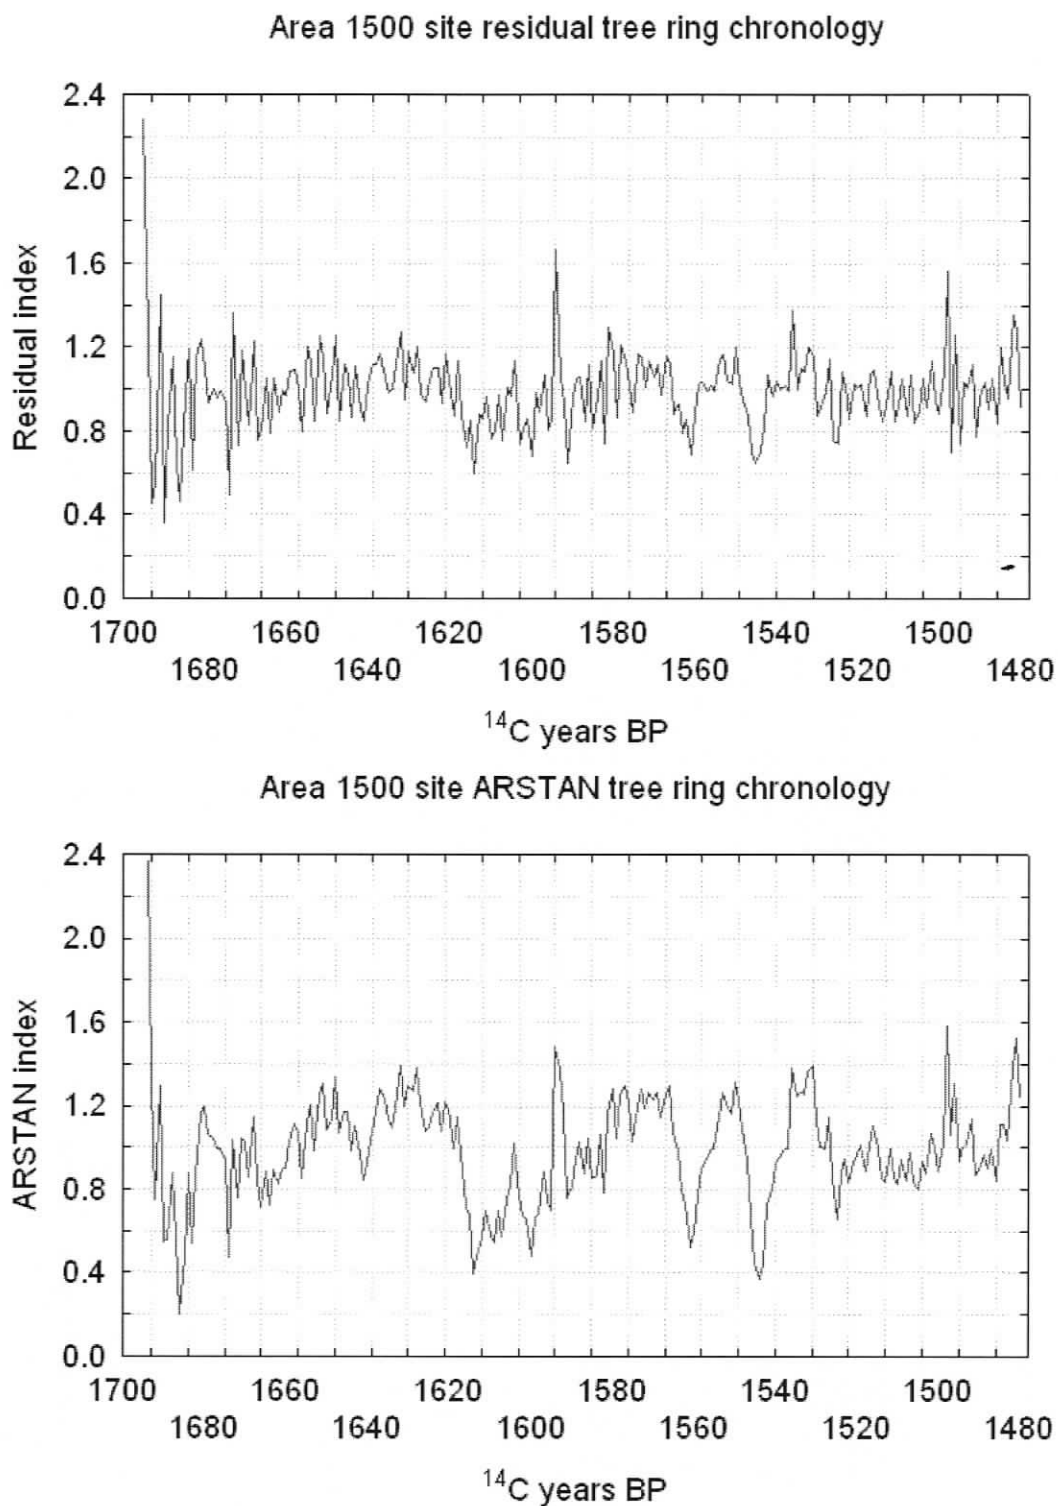 Area 1500 site residual tree ring chronology
2.4
2.0
1.6
1.2
0.8
0.4
0.0
Residual index
1700 1660 1620 1580 1540 1500
1680 1640 1600 1560 1520 1480
14C years BP
Area 1500 site ARSTAN tree ring chronology
2.4
2.0
1.6
1.2
0.8
0.4
0.0
ARSTAN index
1700 1660 1620 1580 1540 1500
1680 1640 1600 1560 1520 1480
14C years BP